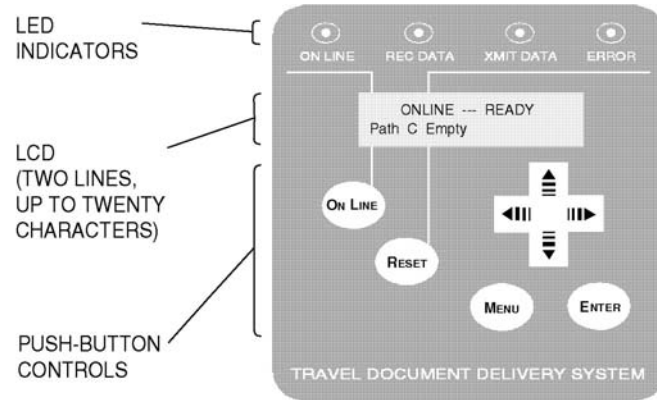 LED
INDICATORS
ON LINE
REC DATA
XMIT DATA
ERROR
ONLINE --- READY
Path C Empty
LCD
(TWO LINES,
UP TO TWENTY
CHARACTERS)
ON LINE
RESET
MENU
ENTER
PUSH-BUTTON
CONTROLS
TRAVEL DOCUMENT DELIVERY SYSTEM